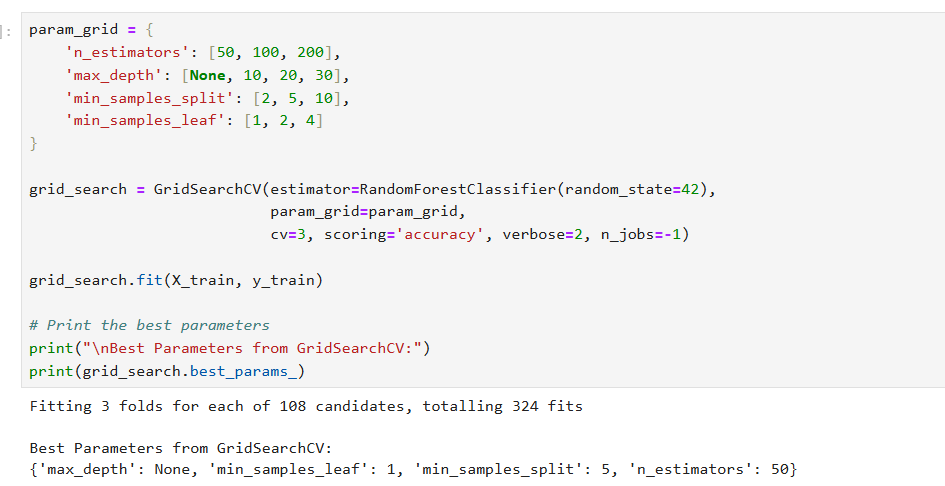 ]:
param_grid = {
    'n_estimators': [50, 100, 200],
    'max_depth': [None, 10, 20, 30],
    'min_samples_split': [2, 5, 10],
    'min_samples_leaf': [1, 2, 4]
}
grid_search = GridSearchCV(estimator=RandomForestClassifier(random_state=42),
                           param_grid=param_grid,
                           cv=3, scoring='accuracy', verbose=2, n_jobs=-1)
grid_search.fit(X_train, y_train)
# Print the best parameters
print("\nBest Parameters from GridSearchCV:")
print(grid_search.best_params_)
Fitting 3 folds for each of 108 candidates, totalling 324 fits
Best Parameters from GridSearchCV:
{'max_depth': None, 'min_samples_leaf': 1, 'min_samples_split': 5, 'n_estimators': 50}